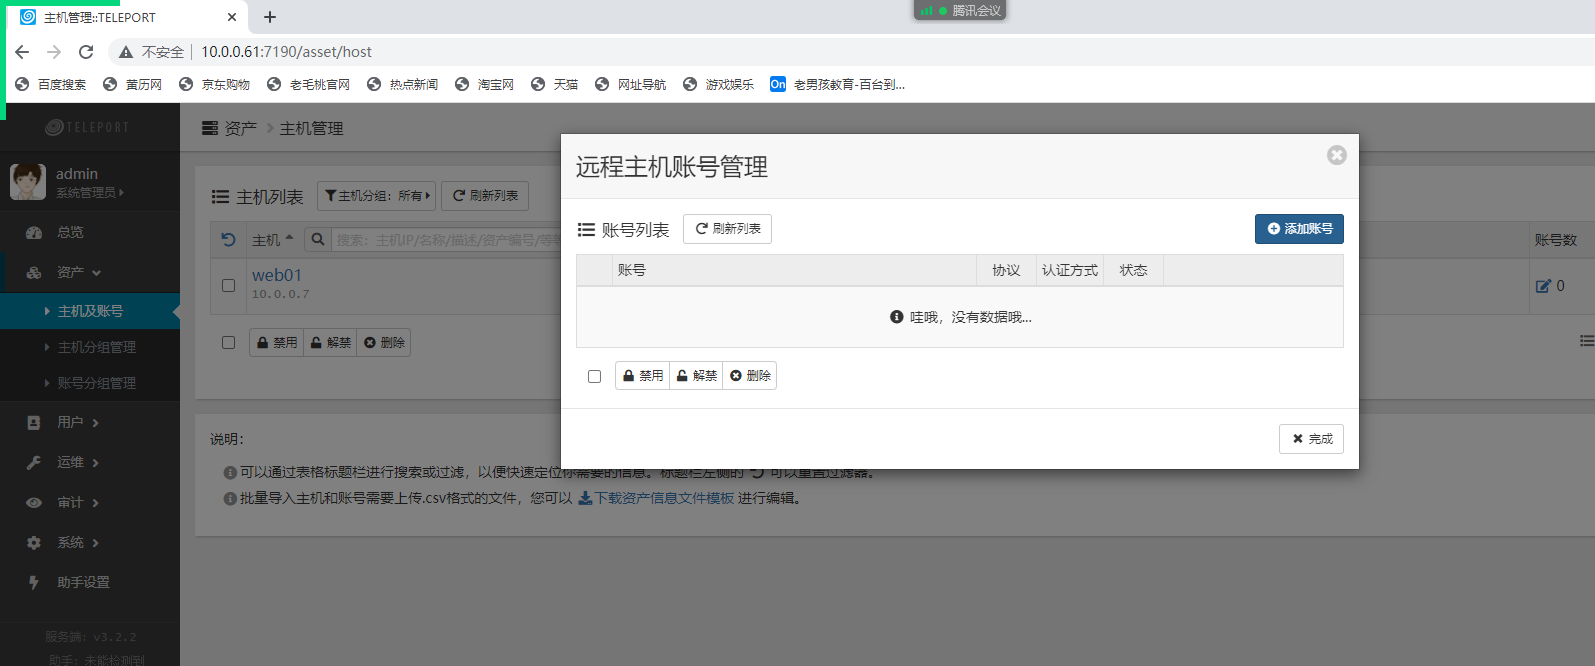 主机管理::TELEPORT
腾讯会议
不安全 10.0.0.61:7190/asset/host
百度搜索 黄历网 京东购物 老毛桃官网 热点新闻 淘宝网 天猫 网址导航 游戏娱乐 On 老男孩教育-百台到...
TELEPORT
资产 主机管理
admin
系统管理员
总览
资产
主机及账号
主机分组管理
账号分组管理
用户
运维
审计
系统
助手设置
服务端: v3.2.2
助手: 未能检测到
主机列表 主机分组: 所有 刷新列表
主机 搜索: 主机IP/名称/描述/资产编号/等等
账号数
web01
10.0.0.7
0
禁用 解禁 删除
远程主机账号管理
账号列表 刷新列表 添加账号
账号 协议 认证方式 状态
哇哦，没有数据哦...
禁用 解禁 删除
完成
说明：
可以通过表格标题栏进行搜索或过滤，以便快速定位你需要的信息。标题栏左侧的 可以重置过滤器。
批量导入主机和账号需要上传.csv格式的文件，您可以 下载资产信息文件模板 进行编辑。